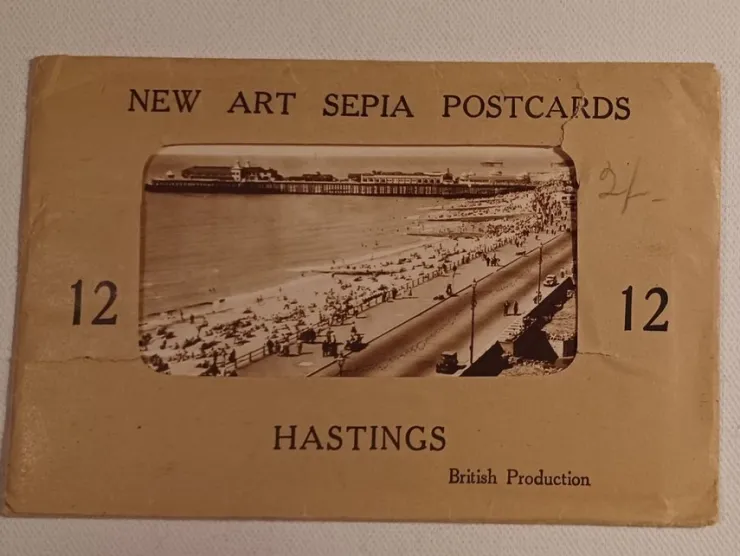 NEW ART SEPIA POSTCARDS
2/-
12
12
HASTINGS
British Production